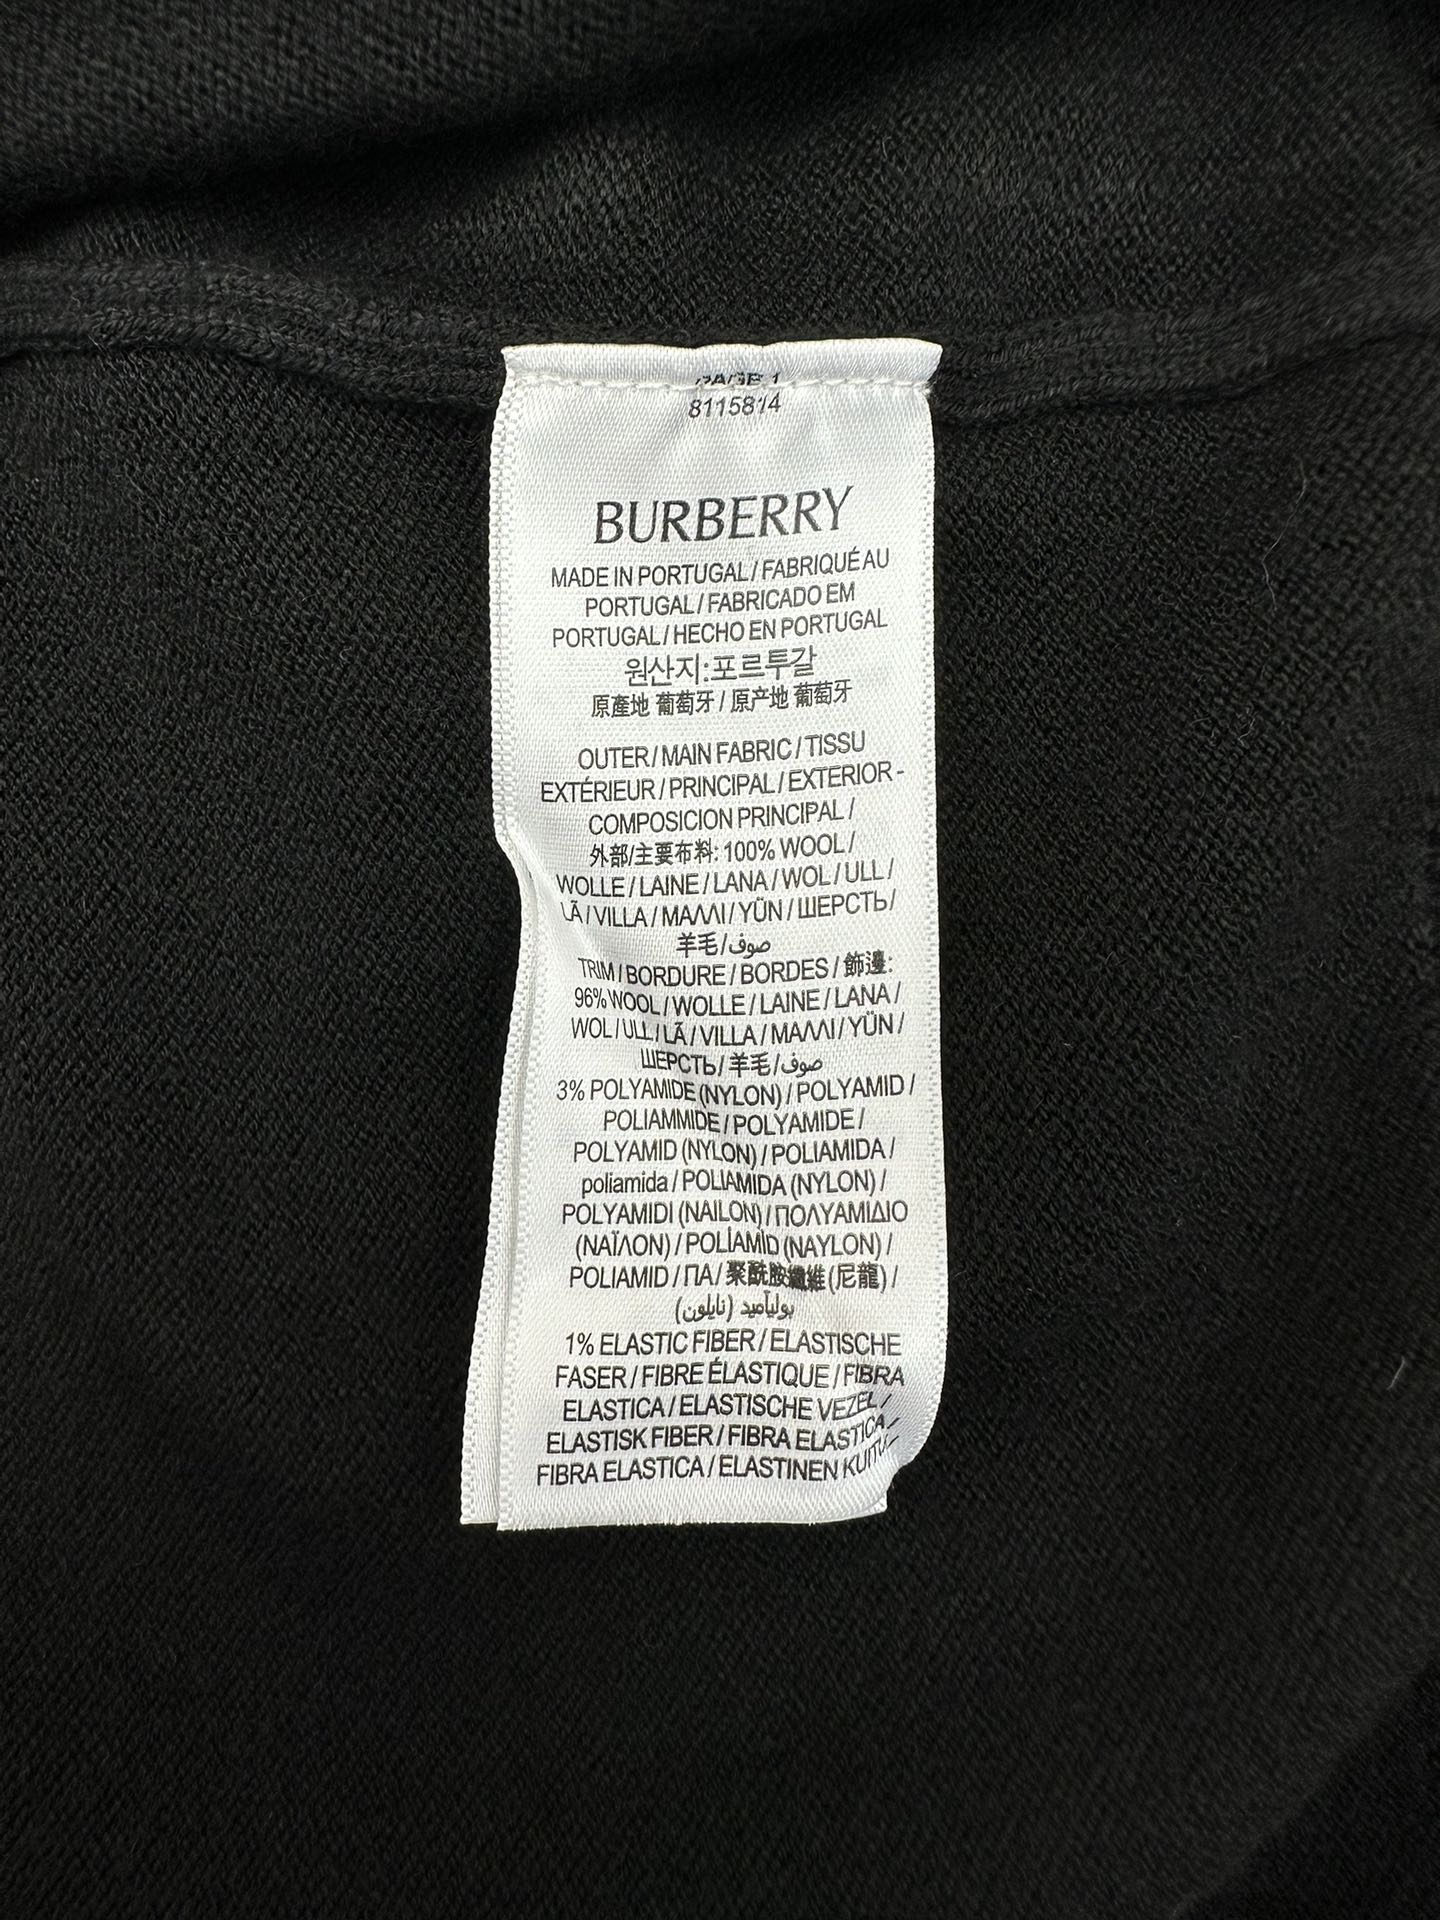 PAGE 1
8115814
BURBERRY
MADE IN PORTUGAL / FABRIQUÉ AU
PORTUGAL / FABRICADO EM
PORTUGAL / HECHO EN PORTUGAL
원산지:포르투갈
原產地 葡萄牙 / 原产地 葡萄牙
OUTER / MAIN FABRIC / TISSU
EXTÉRIEUR / PRINCIPAL / EXTERIOR -
COMPOSICION PRINCIPAL /
外部/主要布料: 100% WOOL /
WOLLE / LAINE / LANA / WOL / ULL /
LÃ / VILLA / ΜΑΛΛΙ / YÜN / ШЕРСТЬ /
羊毛 / صوف
TRIM / BORDURE / BORDES / 飾邊:
96% WOOL / WOLLE / LAINE / LANA /
WOL / ULL / LÃ / VILLA / ΜΑΛΛΙ / YÜN /
ШЕРСТЬ / 羊毛 / صوف
3% POLYAMIDE (NYLON) / POLYAMID /
POLIAMMIDE / POLYAMIDE /
POLYAMID (NYLON) / POLIAMIDA /
poliamida / POLIAMIDA (NYLON) /
POLYAMIDI (NAILON) / ΠΟΛΥΑΜΙΔΙΟ
(ΝΑΪΛΟΝ) / POLİAMİD (NAYLON) /
POLIAMID / ПА / 聚酰胺纖維 (尼龍) /
بوليآميد (نايلون)
1% ELASTIC FIBER / ELASTISCHE
FASER / FIBRE ÉLASTIQUE / FIBRA
ELASTICA / ELASTISCHE VEZEL /
ELASTISK FIBER / FIBRA ELASTICA /
FIBRA ELASTICA / ELASTINEN KUITU